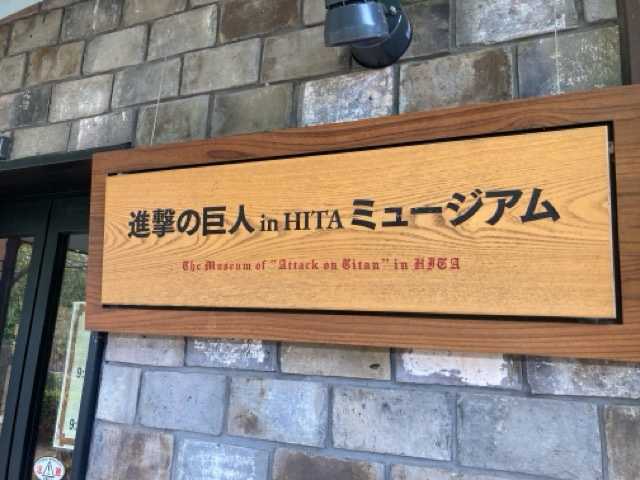 進撃の巨人 in HITA ミュージアム
The Museum of "Attack on Titan" in HITA